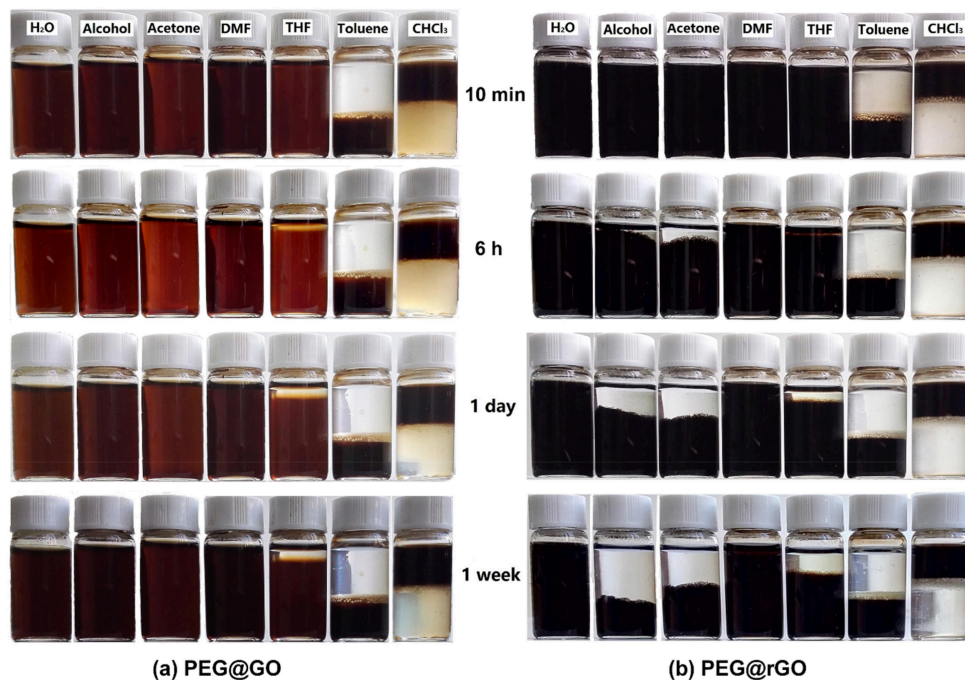 H₂O Alcohol Acetone DMF THF Toluene CHCl₃
H₂O Alcohol Acetone DMF THF Toluene CHCl₃
10 min
6 h
1 day
1 week
(a) PEG@GO
(b) PEG@rGO